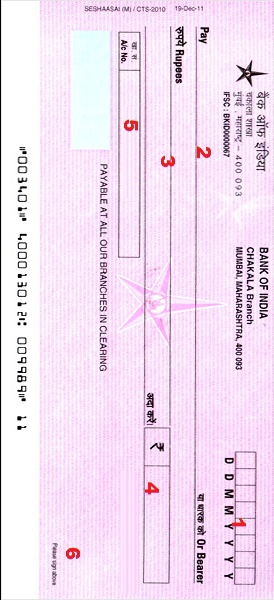 बैंक ऑफ इंडिया
चकाला शाखा
मुंबई, महाराष्ट्र - 400 093
IFSC : BKID0000067
BANK OF INDIA
CHAKALA Branch
MUMBAI, MAHARASHTRA, 400 093
1
D D M M Y Y Y Y
Pay
2
या धारक को Or Bearer
रुपये Rupees
3
अदा करें।
₹
4
खा. स.
A/c No.
5
PAYABLE AT ALL OUR BRANCHES IN CLEARING
SESHAASAI (M) / CTS-2010 19-Dec-11
6
Please sign above
⑈003401⑈ 400013012⑆ 009989⑈ 11